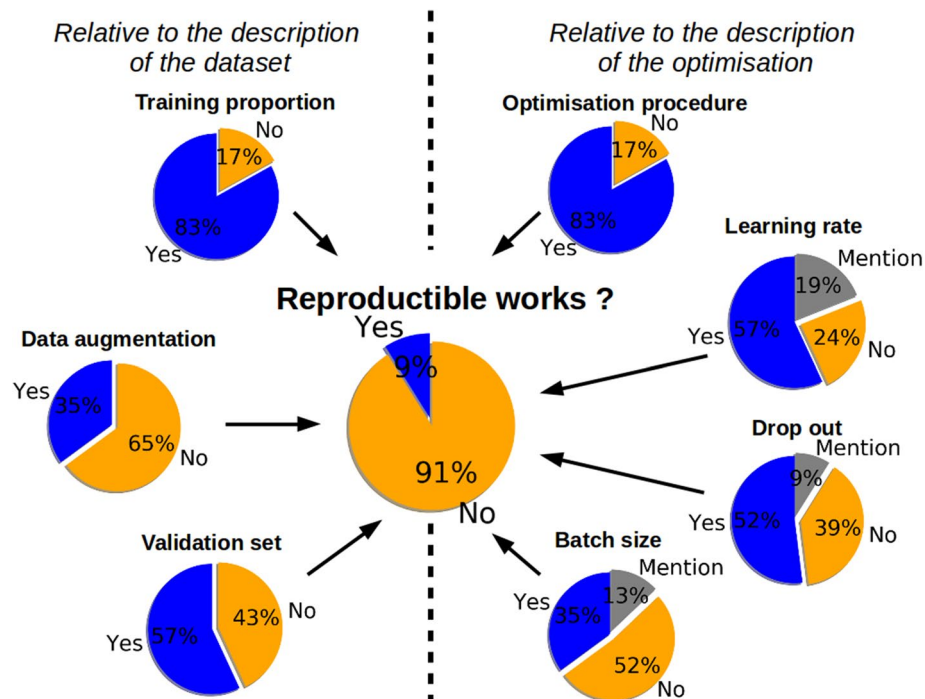 Relative to the description
of the dataset
Relative to the description
of the optimisation
Training proportion
No
17%
83%
Yes
Optimisation procedure
No
17%
83%
Yes
Learning rate
Mention
19%
Yes
57%
24%
No
Reproductible works ?
Yes
9%
91%
No
Data augmentation
Yes
35%
65%
No
Drop out
Mention
9%
Yes
52%
39%
No
Validation set
43%
No
Yes
57%
Batch size
Mention
13%
Yes
35%
52%
No